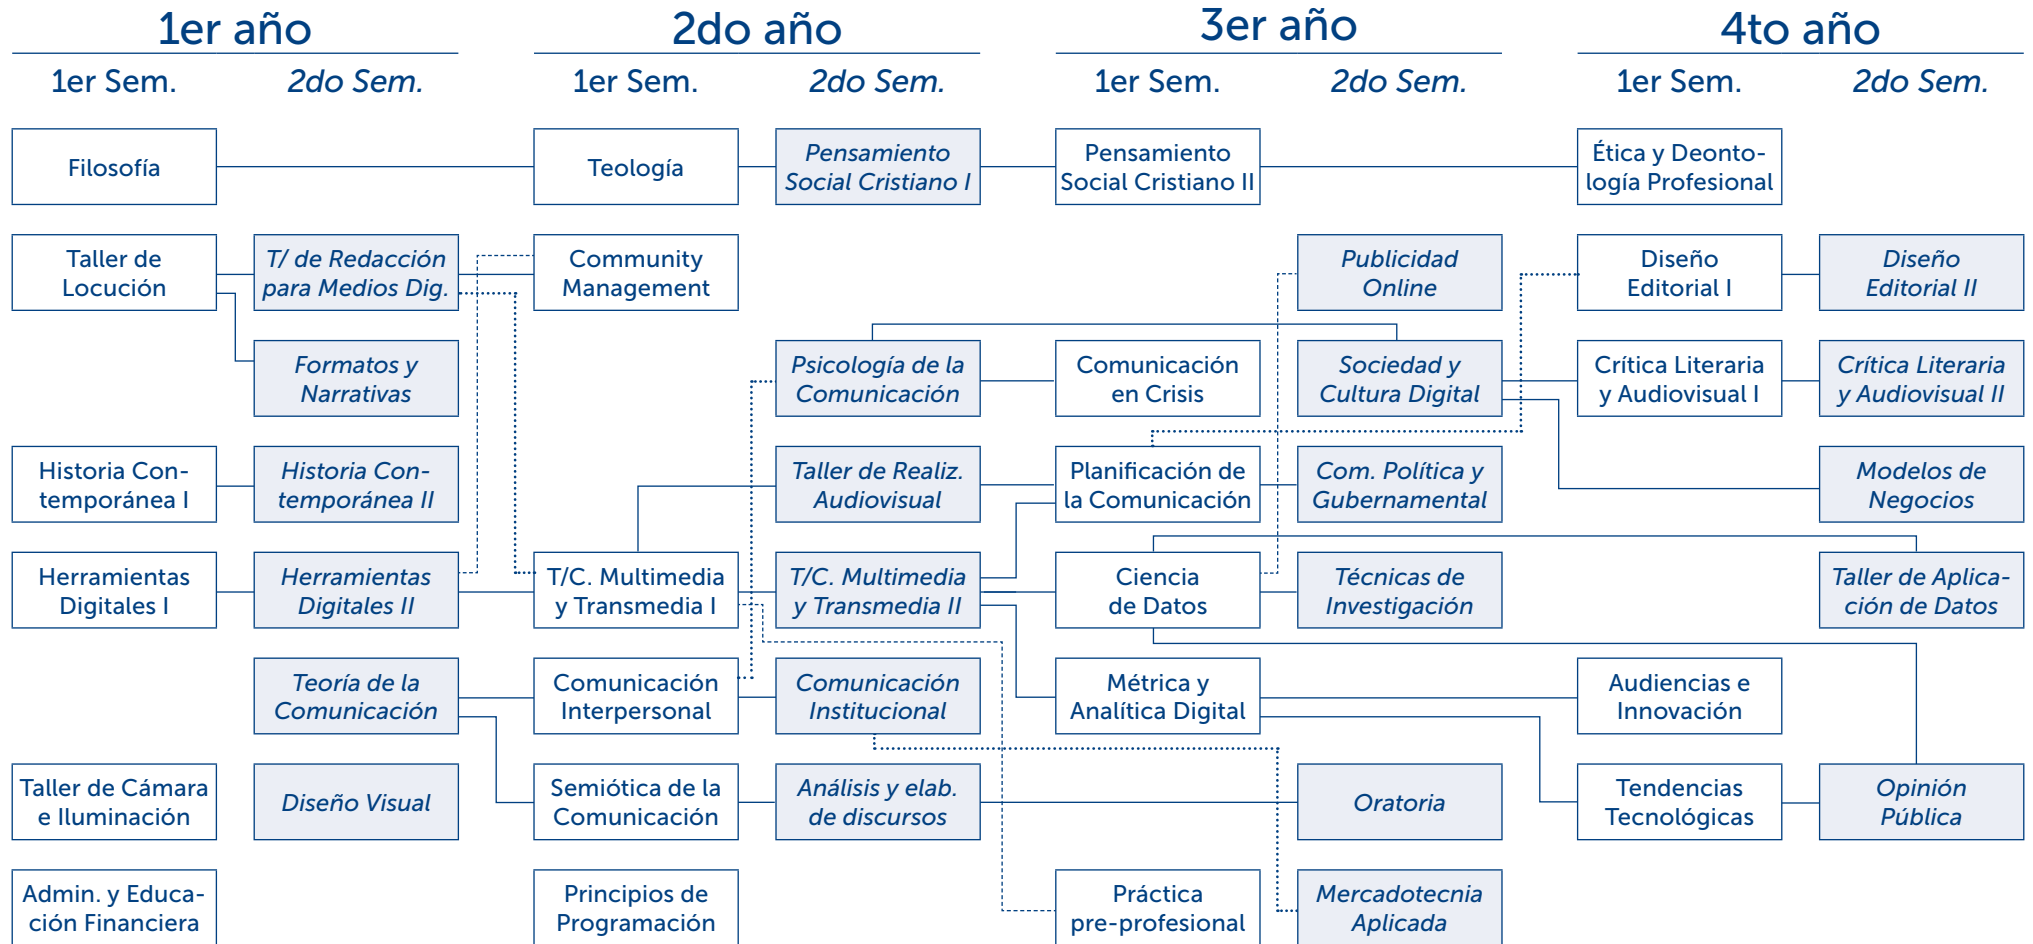 1er año
2do año
3er año
4to año
1er Sem.
2do Sem.
1er Sem.
2do Sem.
1er Sem.
2do Sem.
1er Sem.
2do Sem.
Filosofía
Teología
Pensamiento
Social Cristiano I
Pensamiento
Social Cristiano II
Ética y Deonto-
logía Profesional
Taller de
Locución
T/ de Redacción
para Medios Dig.
Community
Management
Publicidad
Online
Diseño
Editorial I
Diseño
Editorial II
Formatos y
Narrativas
Psicología de la
Comunicación
Comunicación
en Crisis
Sociedad y
Cultura Digital
Crítica Literaria
y Audiovisual I
Crítica Literaria
y Audiovisual II
Historia Con-
temporánea I
Historia Con-
temporánea II
Taller de Realiz.
Audiovisual
Planificación de
la Comunicación
Com. Política y
Gubernamental
Modelos de
Negocios
Herramientas
Digitales I
Herramientas
Digitales II
T/C. Multimedia
y Transmedia I
T/C. Multimedia
y Transmedia II
Ciencia
de Datos
Técnicas de
Investigación
Taller de Aplica-
ción de Datos
Teoría de la
Comunicación
Comunicación
Interpersonal
Comunicación
Institucional
Métrica y
Analítica Digital
Audiencias e
Innovación
Taller de Cámara
e Iluminación
Diseño Visual
Semiótica de la
Comunicación
Análisis y elab.
de discursos
Oratoria
Tendencias
Tecnológicas
Opinión
Pública
Admin. y Educa-
ción Financiera
Principios de
Programación
Práctica
pre-profesional
Mercadotecnia
Aplicada